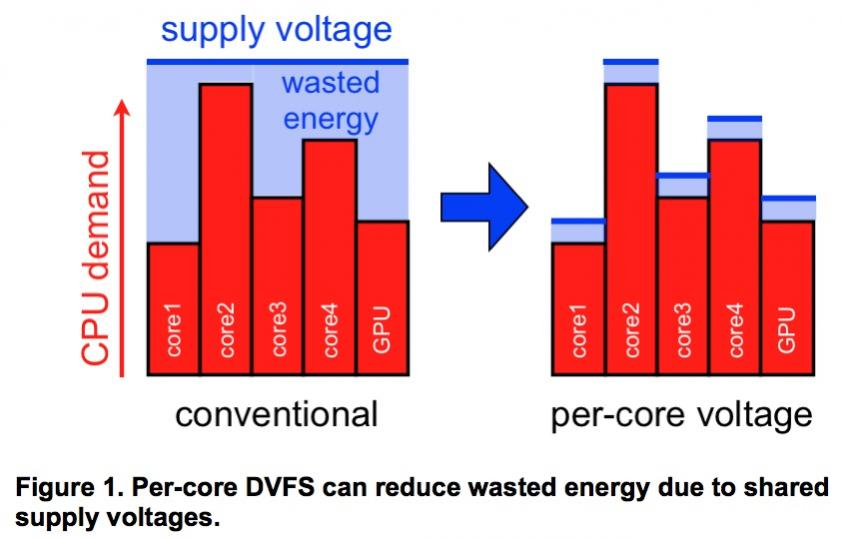 supply voltage
wasted
energy
CPU demand
core1
core2
core3
core4
GPU
conventional
core1
core2
core3
core4
GPU
per-core voltage
Figure 1. Per-core DVFS can reduce wasted energy due to shared
supply voltages.